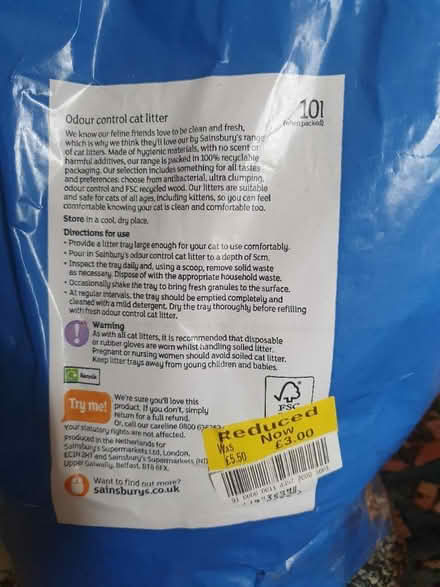 Odour control cat litter
10l
(when packed)
We know our feline friends love to be clean and fresh,
which is why we think they'll love our by Sainsbury's range
of cat litters. Made of hygienic materials, with no scent or
harmful additives, our range is packed in 100% recyclable
packaging. Our selection includes something for all tastes
and preferences: choose from antibacterial, ultra clumping,
odour control and FSC recycled wood. Our litters are suitable
and safe for cats of all ages, including kittens, so you can feel
comfortable knowing your cat is clean and comfortable too.
Store in a cool, dry place.
Directions for use
• Provide a litter tray large enough for your cat to use comfortably.
• Pour in Sainsbury's odour control cat litter to a depth of 5cm.
• Inspect the tray daily and, using a scoop, remove solid waste
as necessary. Dispose of with the appropriate household waste.
• Occasionally shake the tray to bring fresh granules to the surface.
• At regular intervals, the tray should be emptied completely and
cleaned with a mild detergent. Dry the tray thoroughly before refilling
with fresh odour control cat litter.
Warning
As with all cat litters, it is recommended that disposable
or rubber gloves are worn whilst handling soiled litter.
Pregnant or nursing women should avoid soiled cat litter.
Keep litter trays away from young children and babies.
Recycle
Try me!
We're sure you'll love this
product. If you don't, simply
return for a full refund.
Or, call our careline 0800
Your statutory rights are not affected.
FSC
Produced in the Netherlands for
Sainsbury's Supermarkets Ltd, London,
EC1N 2HT and Sainsbury's Supermarkets (NI)
Upper Galwally, Belfast, BT8 6FX.
Reduced
Was
Now
£5.50
£3.00
Want to find out more?
sainsburys.co.uk